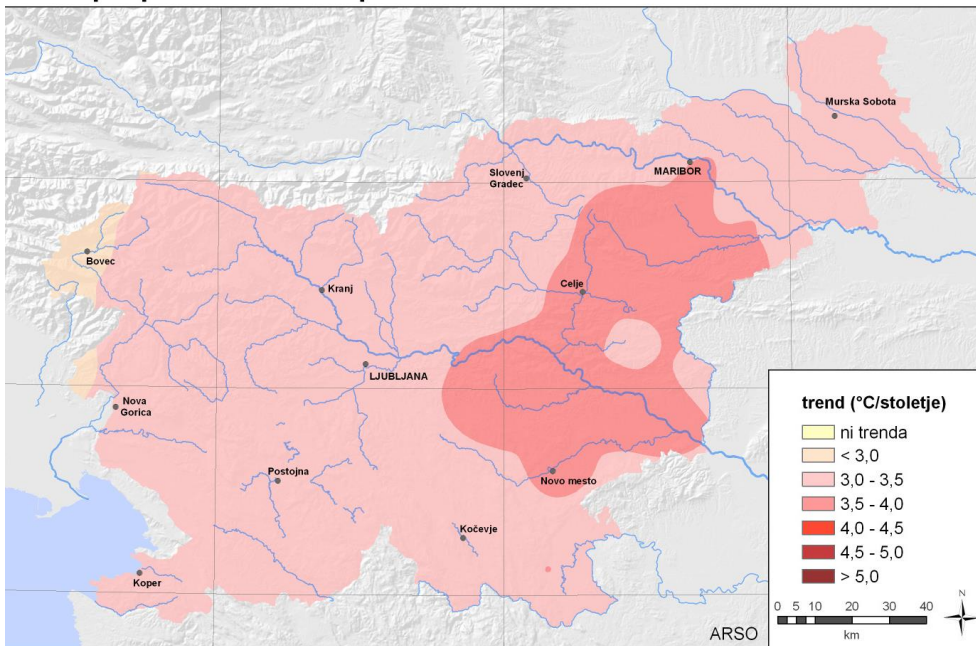 Murska Sobota
MARIBOR
Slovenj
Gradec
Bovec
Kranj
Celje
LJUBLJANA
Nova
Gorica
Postojna
Novo mesto
Kočevje
Koper
trend (°C/stoletje)
ni trenda
< 3,0
3,0 - 3,5
3,5 - 4,0
4,0 - 4,5
4,5 - 5,0
> 5,0
0 5 10 20 30 40
km
N
ARSO